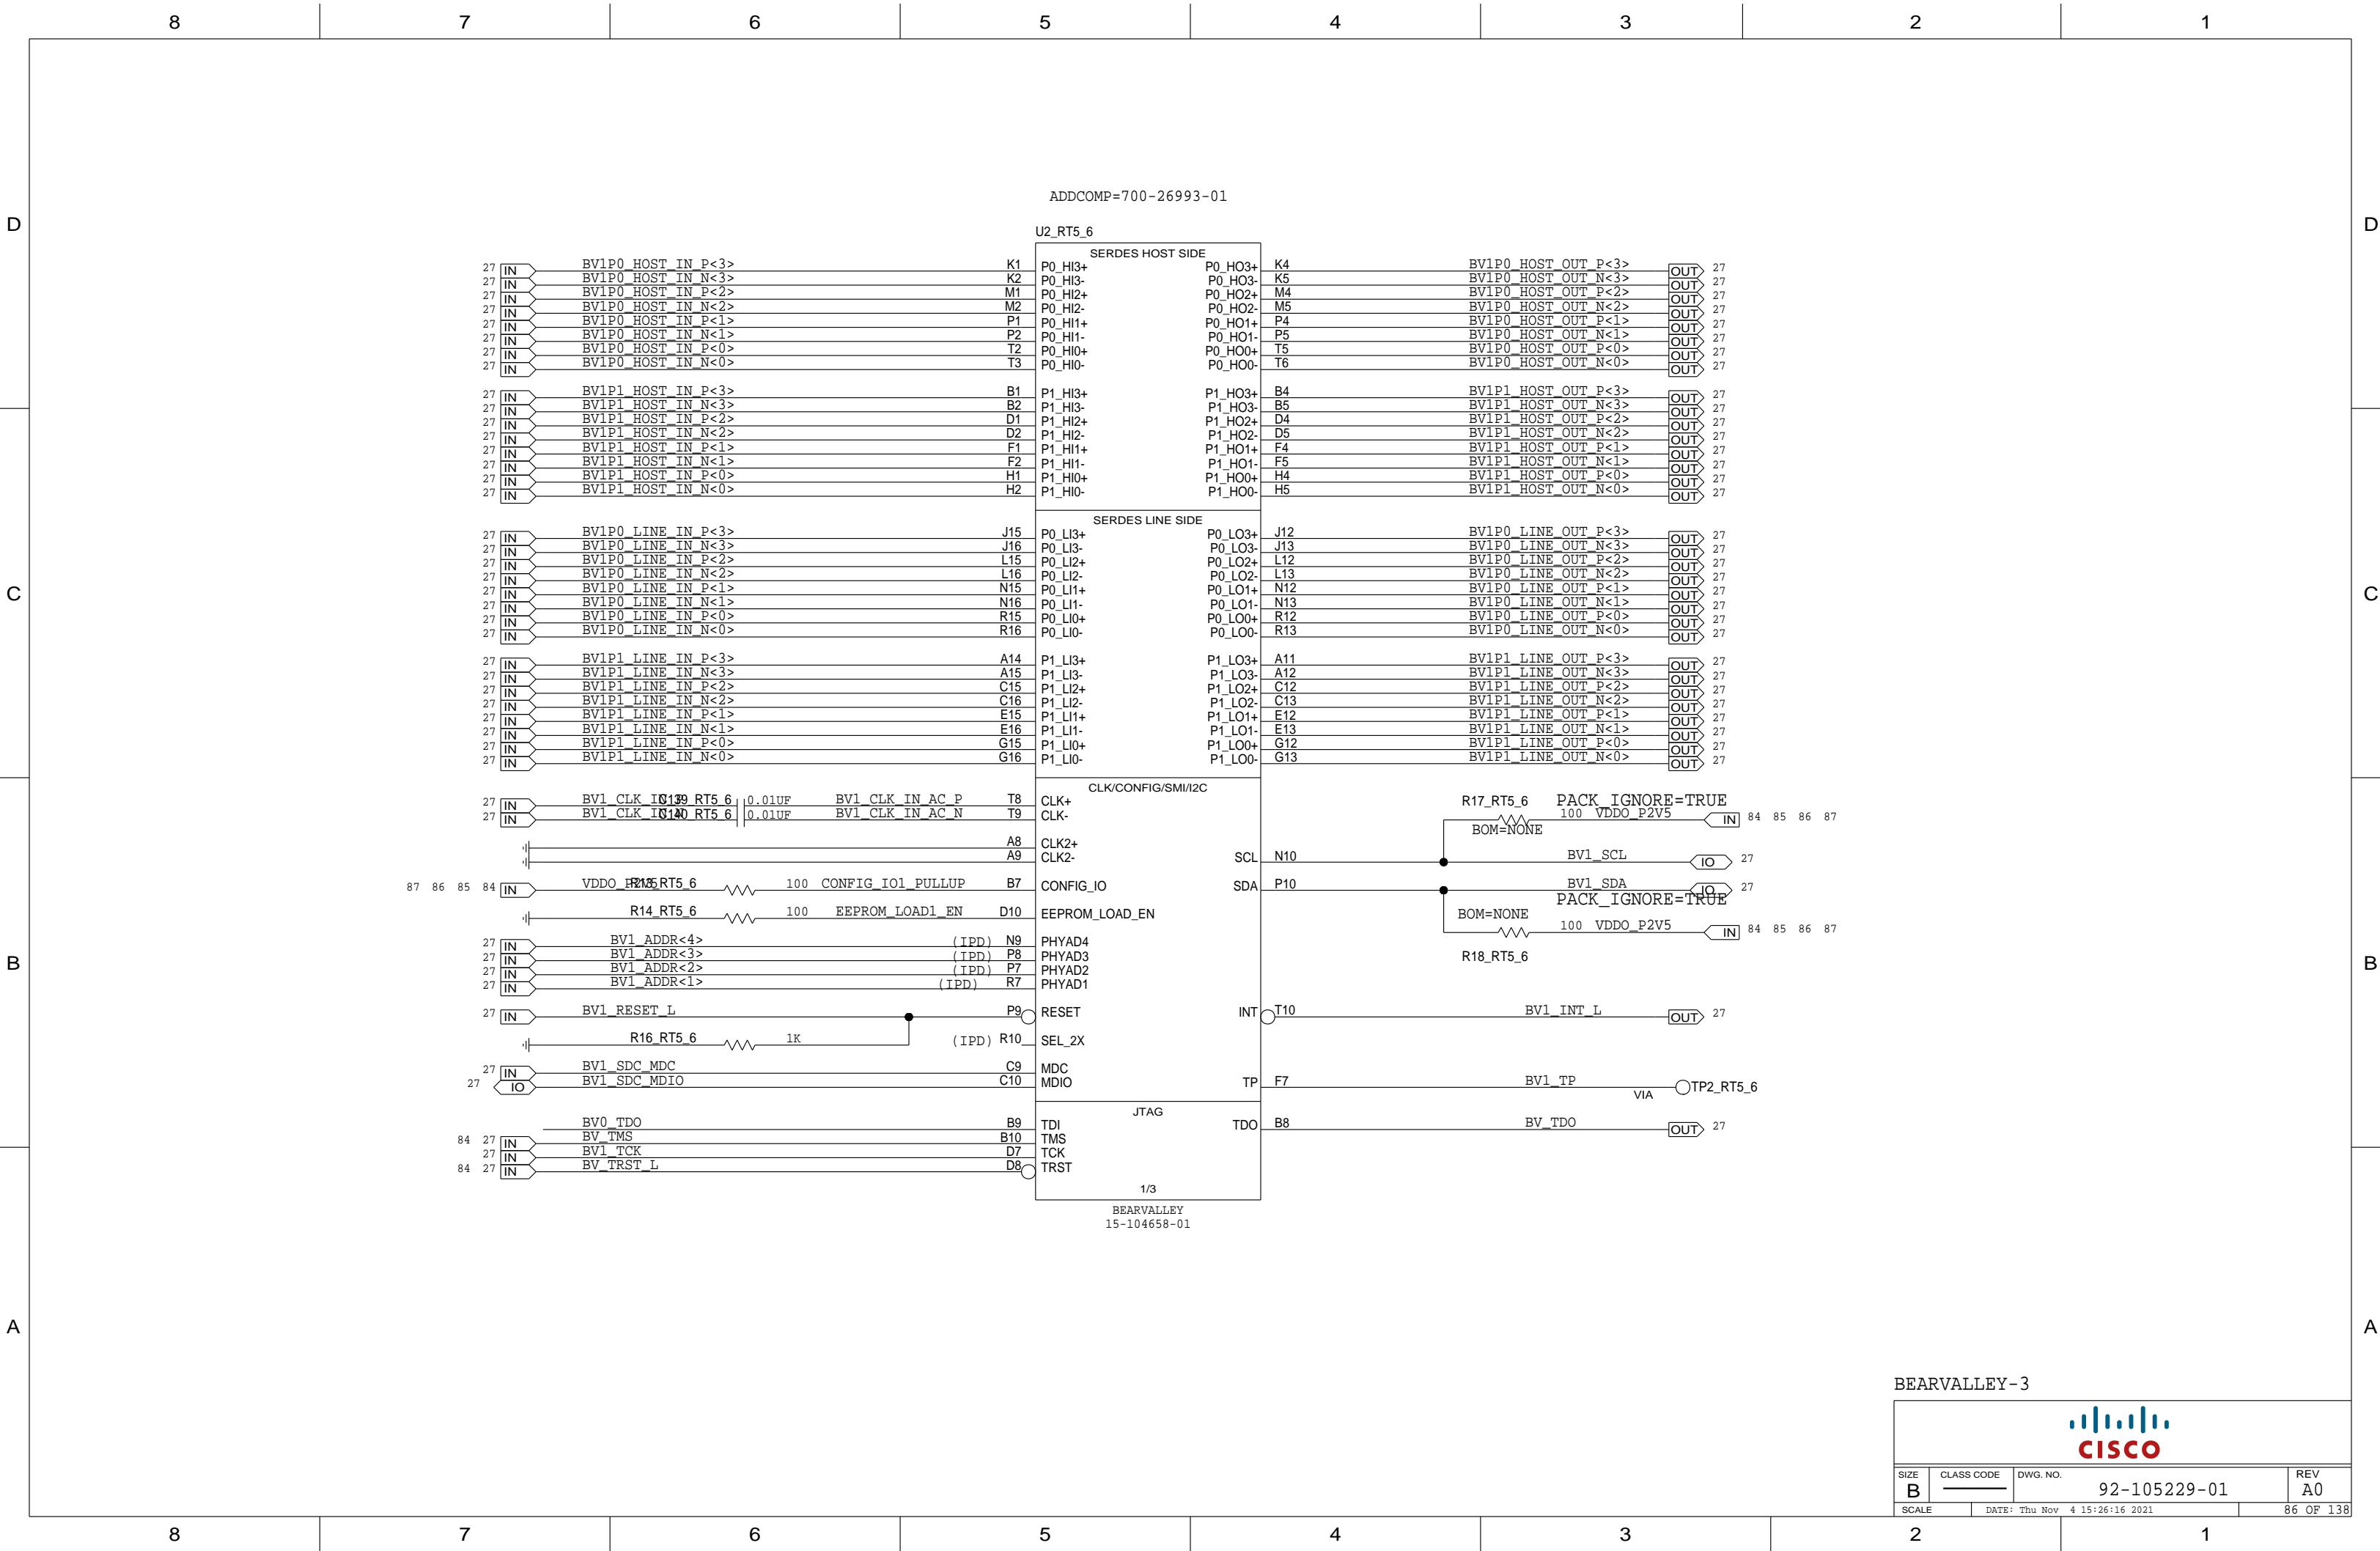 8 7 6 5 4 3 2 1
D D
C C
B B
A A
ADDCOMP=700-26993-01
U2_RT5_6
SERDES HOST SIDE
27 IN BV1P0_HOST_IN_P<3> K1 P0_HI3+ P0_HO3+ K4 BV1P0_HOST_OUT_P<3> OUT 27
27 IN BV1P0_HOST_IN_N<3> K2 P0_HI3- P0_HO3- K5 BV1P0_HOST_OUT_N<3> OUT 27
27 IN BV1P0_HOST_IN_P<2> M1 P0_HI2+ P0_HO2+ M4 BV1P0_HOST_OUT_P<2> OUT 27
27 IN BV1P0_HOST_IN_N<2> M2 P0_HI2- P0_HO2- M5 BV1P0_HOST_OUT_N<2> OUT 27
27 IN BV1P0_HOST_IN_P<1> P1 P0_HI1+ P0_HO1+ P4 BV1P0_HOST_OUT_P<1> OUT 27
27 IN BV1P0_HOST_IN_N<1> P2 P0_HI1- P0_HO1- P5 BV1P0_HOST_OUT_N<1> OUT 27
27 IN BV1P0_HOST_IN_P<0> T2 P0_HI0+ P0_HO0+ T5 BV1P0_HOST_OUT_P<0> OUT 27
27 IN BV1P0_HOST_IN_N<0> T3 P0_HI0- P0_HO0- T6 BV1P0_HOST_OUT_N<0> OUT 27
27 IN BV1P1_HOST_IN_P<3> B1 P1_HI3+ P1_HO3+ B4 BV1P1_HOST_OUT_P<3> OUT 27
27 IN BV1P1_HOST_IN_N<3> B2 P1_HI3- P1_HO3- B5 BV1P1_HOST_OUT_N<3> OUT 27
27 IN BV1P1_HOST_IN_P<2> D1 P1_HI2+ P1_HO2+ D4 BV1P1_HOST_OUT_P<2> OUT 27
27 IN BV1P1_HOST_IN_N<2> D2 P1_HI2- P1_HO2- D5 BV1P1_HOST_OUT_N<2> OUT 27
27 IN BV1P1_HOST_IN_P<1> F1 P1_HI1+ P1_HO1+ F4 BV1P1_HOST_OUT_P<1> OUT 27
27 IN BV1P1_HOST_IN_N<1> F2 P1_HI1- P1_HO1- F5 BV1P1_HOST_OUT_N<1> OUT 27
27 IN BV1P1_HOST_IN_P<0> H1 P1_HI0+ P1_HO0+ H4 BV1P1_HOST_OUT_P<0> OUT 27
27 IN BV1P1_HOST_IN_N<0> H2 P1_HI0- P1_HO0- H5 BV1P1_HOST_OUT_N<0> OUT 27
SERDES LINE SIDE
27 IN BV1P0_LINE_IN_P<3> J15 P0_LI3+ P0_LO3+ J12 BV1P0_LINE_OUT_P<3> OUT 27
27 IN BV1P0_LINE_IN_N<3> J16 P0_LI3- P0_LO3- J13 BV1P0_LINE_OUT_N<3> OUT 27
27 IN BV1P0_LINE_IN_P<2> L15 P0_LI2+ P0_LO2+ L12 BV1P0_LINE_OUT_P<2> OUT 27
27 IN BV1P0_LINE_IN_N<2> L16 P0_LI2- P0_LO2- L13 BV1P0_LINE_OUT_N<2> OUT 27
27 IN BV1P0_LINE_IN_P<1> N15 P0_LI1+ P0_LO1+ N12 BV1P0_LINE_OUT_P<1> OUT 27
27 IN BV1P0_LINE_IN_N<1> N16 P0_LI1- P0_LO1- N13 BV1P0_LINE_OUT_N<1> OUT 27
27 IN BV1P0_LINE_IN_P<0> R15 P0_LI0+ P0_LO0+ R12 BV1P0_LINE_OUT_P<0> OUT 27
27 IN BV1P0_LINE_IN_N<0> R16 P0_LI0- P0_LO0- R13 BV1P0_LINE_OUT_N<0> OUT 27
27 IN BV1P1_LINE_IN_P<3> A14 P1_LI3+ P1_LO3+ A11 BV1P1_LINE_OUT_P<3> OUT 27
27 IN BV1P1_LINE_IN_N<3> A15 P1_LI3- P1_LO3- A12 BV1P1_LINE_OUT_N<3> OUT 27
27 IN BV1P1_LINE_IN_P<2> C15 P1_LI2+ P1_LO2+ C12 BV1P1_LINE_OUT_P<2> OUT 27
27 IN BV1P1_LINE_IN_N<2> C16 P1_LI2- P1_LO2- C13 BV1P1_LINE_OUT_N<2> OUT 27
27 IN BV1P1_LINE_IN_P<1> E15 P1_LI1+ P1_LO1+ E12 BV1P1_LINE_OUT_P<1> OUT 27
27 IN BV1P1_LINE_IN_N<1> E16 P1_LI1- P1_LO1- E13 BV1P1_LINE_OUT_N<1> OUT 27
27 IN BV1P1_LINE_IN_P<0> G15 P1_LI0+ P1_LO0+ G12 BV1P1_LINE_OUT_P<0> OUT 27
27 IN BV1P1_LINE_IN_N<0> G16 P1_LI0- P1_LO0- G13 BV1P1_LINE_OUT_N<0> OUT 27
CLK/CONFIG/SMI/I2C
27 IN BV1_CLK_IN_P C139_RT5_6 0.01UF BV1_CLK_IN_AC_P T8 CLK+
27 IN BV1_CLK_IN_N C140_RT5_6 0.01UF BV1_CLK_IN_AC_N T9 CLK-
R17_RT5_6 PACK_IGNORE=TRUE
100 VDDO_P2V5 IN 84 85 86 87
BOM=NONE
A8 CLK2+
A9 CLK2- SCL N10 BV1_SCL IO 27
87 86 85 84 IN VDDO_P2V5 R13_RT5_6 100 CONFIG_IO1_PULLUP B7 CONFIG_IO SDA P10 BV1_SDA IO 27
PACK_IGNORE=TRUE
R14_RT5_6 100 EEPROM_LOAD1_EN D10 EEPROM_LOAD_EN BOM=NONE
100 VDDO_P2V5 IN 84 85 86 87
R18_RT5_6
27 IN BV1_ADDR<4> (IPD) N9 PHYAD4
27 IN BV1_ADDR<3> (IPD) P8 PHYAD3
27 IN BV1_ADDR<2> (IPD) P7 PHYAD2
27 IN BV1_ADDR<1> (IPD) R7 PHYAD1
27 IN BV1_RESET_L P9 RESET INT T10 BV1_INT_L OUT 27
R16_RT5_6 1K (IPD) R10 SEL_2X
27 IN BV1_SDC_MDC C9 MDC
27 IO BV1_SDC_MDIO C10 MDIO TP F7 BV1_TP VIA TP2_RT5_6
JTAG
BV0_TDO B9 TDI TDO B8 BV_TDO OUT 27
84 27 IN BV_TMS B10 TMS
27 IN BV1_TCK D7 TCK
84 27 IN BV_TRST_L D8 TRST
1/3
BEARVALLEY
15-104658-01
BEARVALLEY-3
CISCO
SIZE B CLASS CODE DWG. NO. 92-105229-01 REV A0
SCALE DATE: Thu Nov 4 15:26:16 2021 86 OF 138
8 7 6 5 4 3 2 1